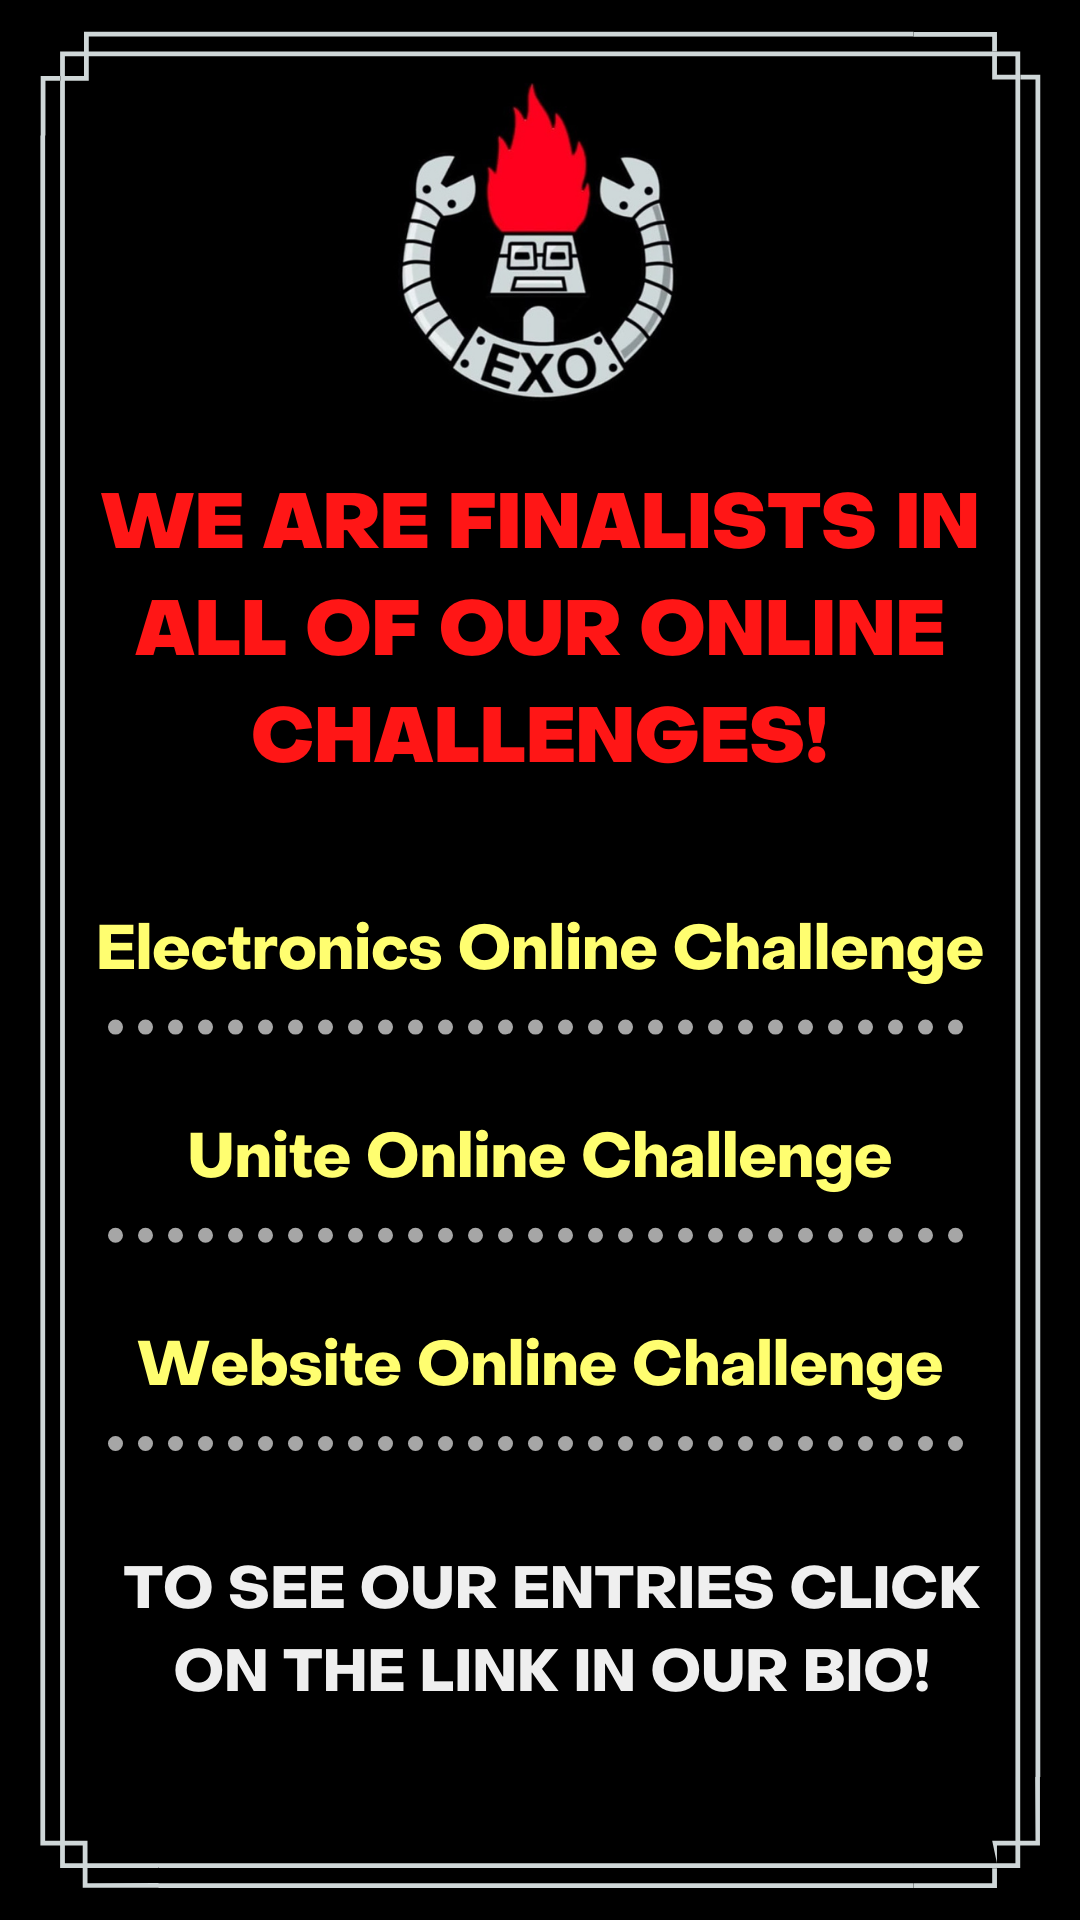 EXO
WE ARE FINALISTS IN
ALL OF OUR ONLINE
CHALLENGES!
Electronics Online Challenge
Unite Online Challenge
Website Online Challenge
TO SEE OUR ENTRIES CLICK
ON THE LINK IN OUR BIO!